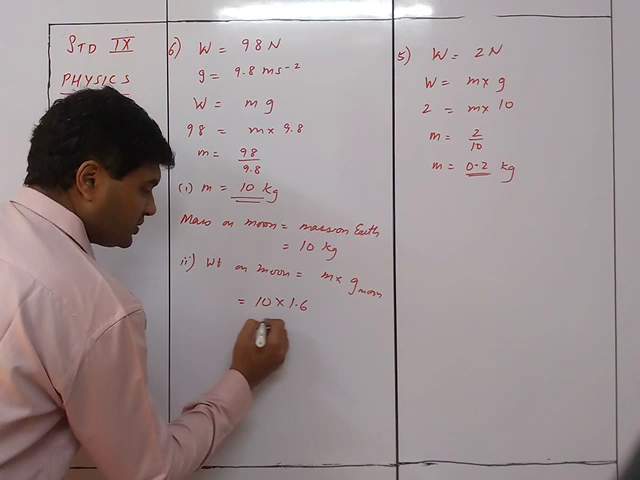 STD IX
PHYSICS
6) W = 98 N
g = 9.8 ms⁻²
W = m g
98 = m × 9.8
m = 98
9.8
(i) m = 10 kg
Mass on moon = mass on Earth
= 10 kg
ii) Wt on moon = m × g moon
= 10 × 1.6
5) W = 2 N
W = m × g
2 = m × 10
m = 2
10
m = 0.2 kg